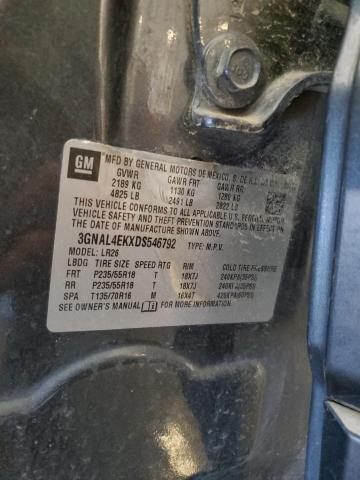 GM
MFD BY GENERAL MOTORS DE MEXICO, S. DE
GVWR GAWR FRT GAWR RR
2189 KG 1130 KG 1280 KG
4825 LB 2491 LB 2822 LB
THIS VEHICLE CONFORMS TO ALL APPLICABLE
U.S. FEDERAL MOTOR VEHICLE SAFETY AND
THEFT PREVENTION STANDARDS IN EFFECT ON
THE DATE OF MANUFACTURE SHOWN ABOVE.
3GNAL4EKXDS546792 TYPE: M.P.V.
MODEL: LR26
LBDG TIRE SIZE SPEED RTG RIM COLD TIRE PRESSURE
FRT P235/55R18 T 18X7J 240KPA(35PSI)
RR P235/55R18 T 18X7J 240KPA(35PSI)
SPA T135/70R16 M 16X4T 420KPA(60PSI)
SEE OWNER'S MANUAL